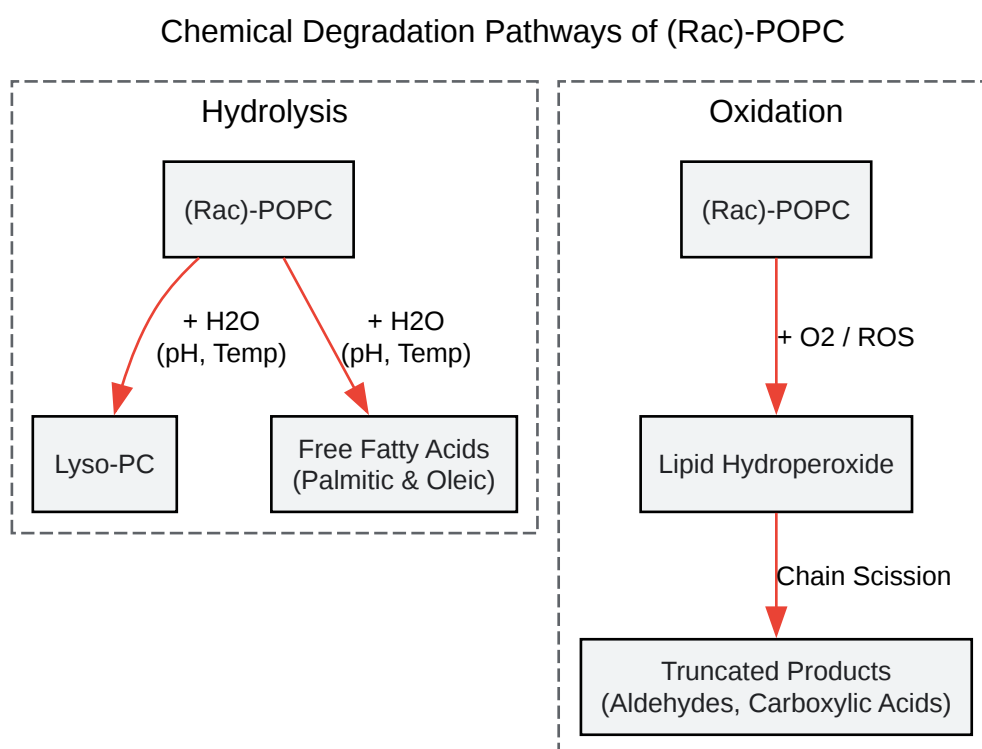 Chemical Degradation Pathways of (Rac)-POPC
Hydrolysis
(Rac)-POPC
+ H2O
(pH, Temp)
+ H2O
(pH, Temp)
Lyso-PC
Free Fatty Acids
(Palmitic & Oleic)
Oxidation
(Rac)-POPC
+ O2 / ROS
Lipid Hydroperoxide
Chain Scission
Truncated Products
(Aldehydes, Carboxylic Acids)